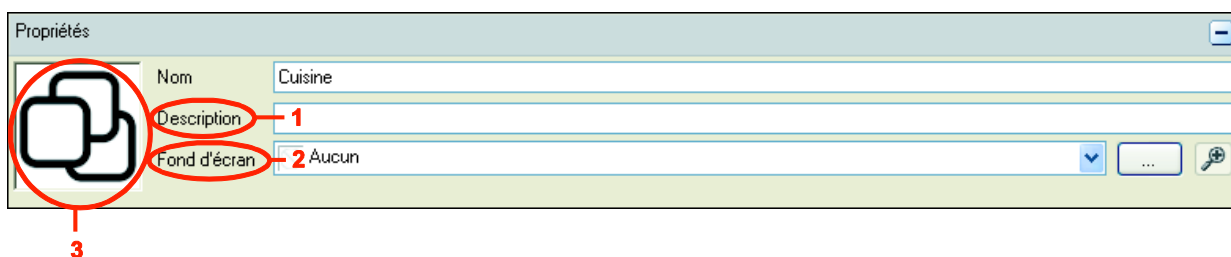 Propriétés
Nom Cuisine
Description 1
Fond d'écran 2 Aucun ...
3